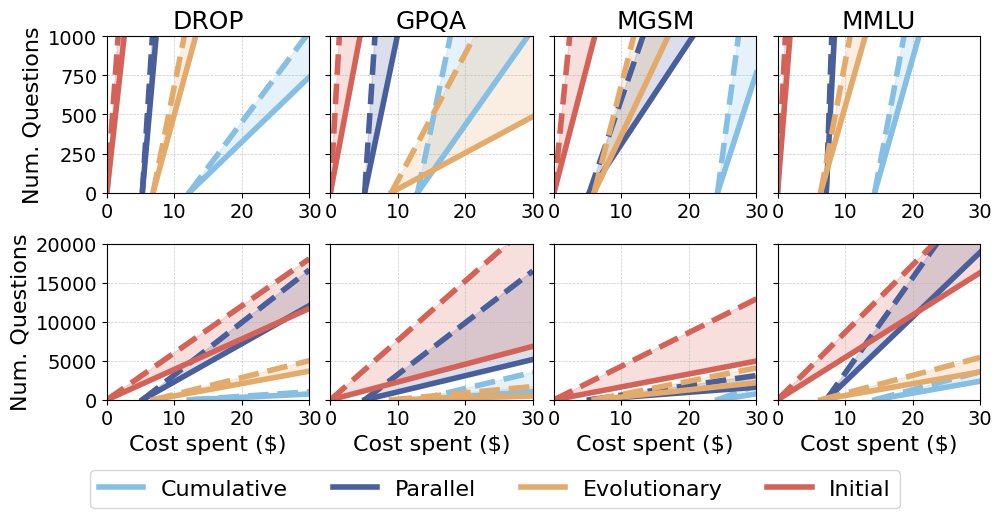 DROP GPQA MGSM MMLU
Num. Questions
1000
750
500
250
0
0 10 20 30 0 10 20 30 0 10 20 30 0 10 20 30
Num. Questions
20000
15000
10000
5000
0
0 10 20 30 0 10 20 30 0 10 20 30 0 10 20 30
Cost spent ($) Cost spent ($) Cost spent ($) Cost spent ($)
Cumulative Parallel Evolutionary Initial